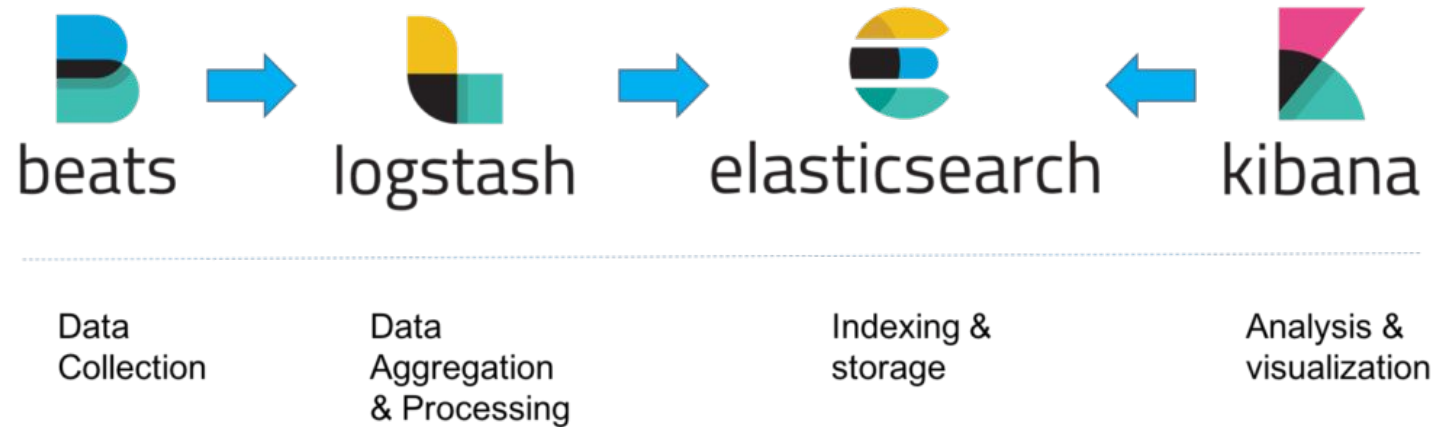 beats
logstash
elasticsearch
kibana
Data
Collection
Data
Aggregation
& Processing
Indexing &
storage
Analysis &
visualization